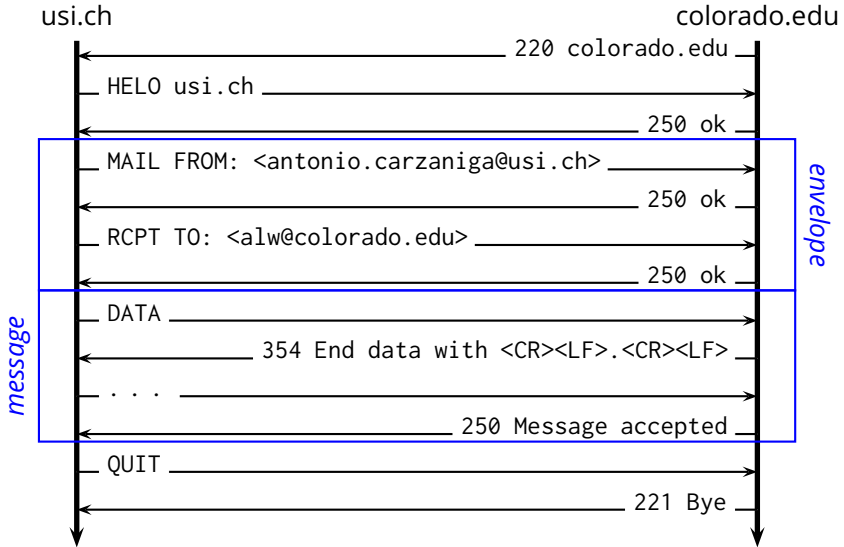 usi.ch
colorado.edu
220 colorado.edu
HELO usi.ch
250 ok
MAIL FROM: <antonio.carzaniga@usi.ch>
250 ok
RCPT TO: <alw@colorado.edu>
250 ok
envelope
DATA
354 End data with <CR><LF>.<CR><LF>
. . .
250 Message accepted
message
QUIT
221 Bye